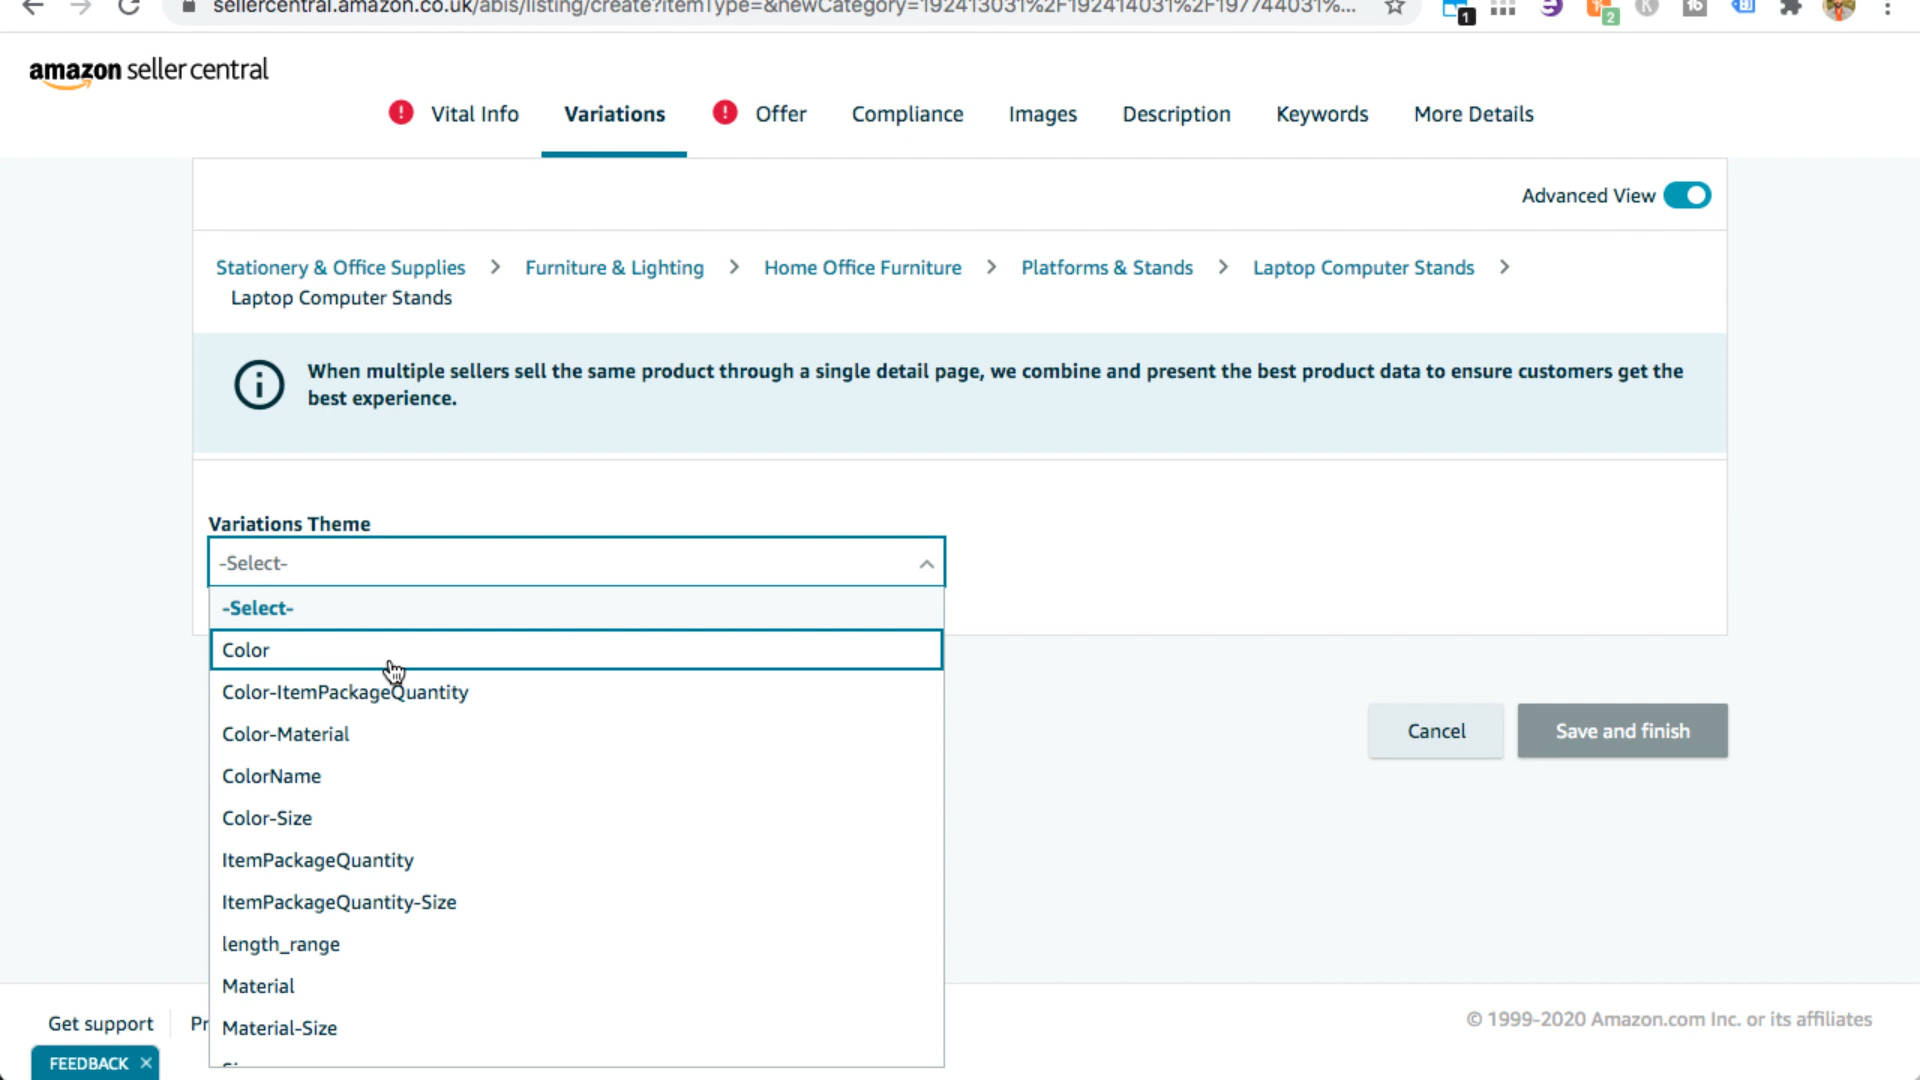 sellercentral.amazon.co.uk/abis/listing/create?itemType=&newCategory=192413031%2F192414031%2F197744031%...
1
2
16
amazon seller central
! Vital Info Variations ! Offer Compliance Images Description Keywords More Details
Advanced View
Stationery & Office Supplies > Furniture & Lighting > Home Office Furniture > Platforms & Stands > Laptop Computer Stands >
Laptop Computer Stands
When multiple sellers sell the same product through a single detail page, we combine and present the best product data to ensure customers get the
best experience.
Variations Theme
-Select-
-Select-
Color
Color-ItemPackageQuantity
Color-Material
ColorName
Color-Size
ItemPackageQuantity
ItemPackageQuantity-Size
length_range
Material
Material-Size
Cancel
Save and finish
Get support
© 1999-2020 Amazon.com Inc. or its affiliates
FEEDBACK ×